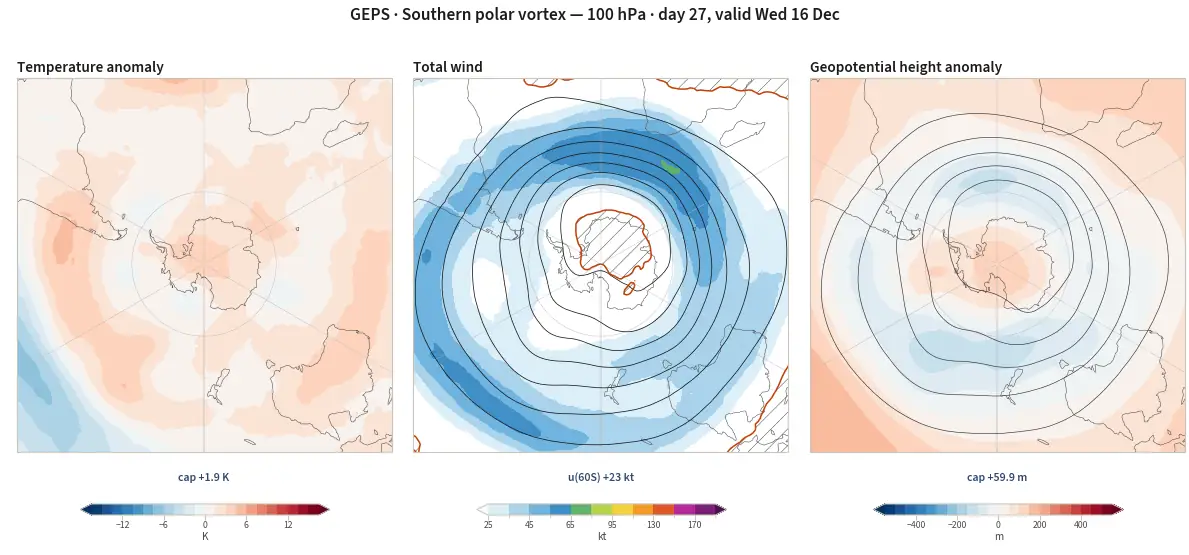 GEPS · Southern polar vortex — 100 hPa · day 27, valid Wed 16 Dec
Temperature anomaly
Total wind
Geopotential height anomaly
cap +1.9 K
u(60S) +23 kt
cap +59.9 m
−12 −6 0 6 12
K
25 45 65 95 130 170
kt
−400 −200 0 200 400
m